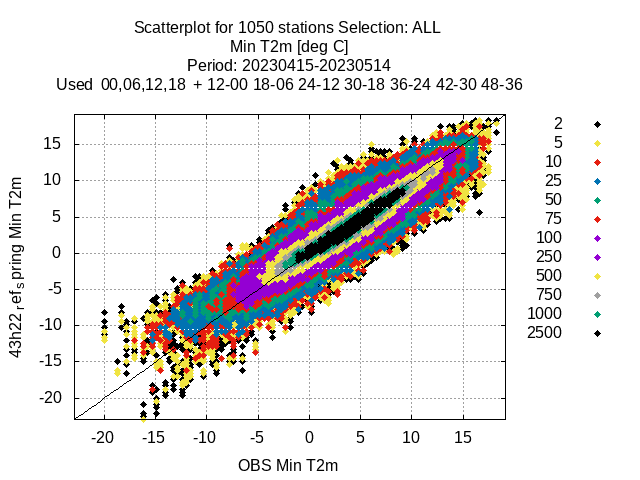 Scatterplot for 1050 stations Selection: ALL
Min T2m [deg C]
Period: 20230415-20230514
Used 00,06,12,18 + 12-00 18-06 24-12 30-18 36-24 42-30 48-36
43h22_ref_spring Min T2m
15
10
5
0
-5
-10
-15
-20
-20 -15 -10 -5 0 5 10 15
OBS Min T2m
2
5
10
25
50
75
100
250
500
750
1000
2500